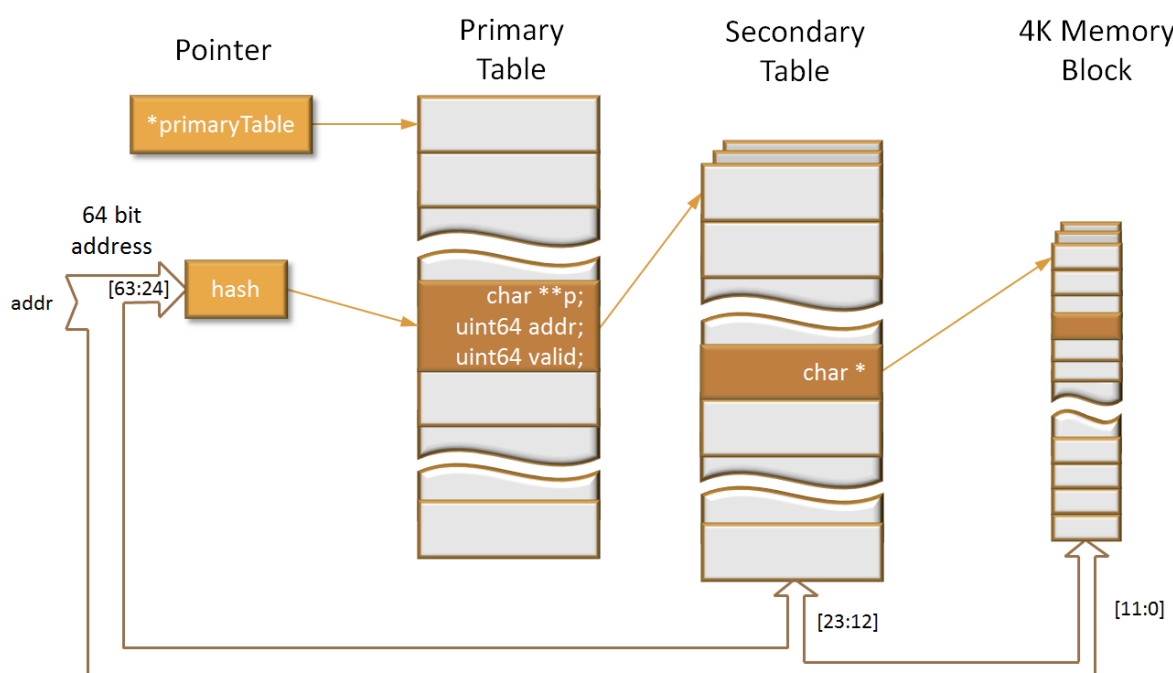 Pointer
Primary
Table
Secondary
Table
4K Memory
Block
*primaryTable
64 bit
address
addr
[63:24]
hash
char **p;
uint64 addr;
uint64 valid;
char *
[23:12]
[11:0]